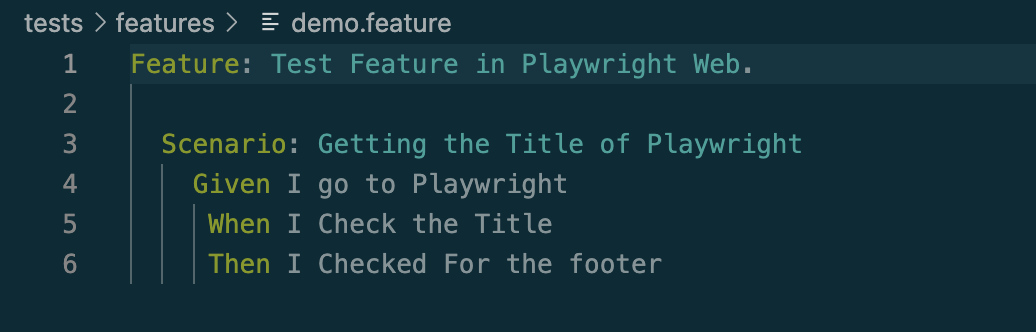 tests > features > demo.feature
1 Feature: Test Feature in Playwright Web.
2
3 Scenario: Getting the Title of Playwright
4 Given I go to Playwright
5 When I Check the Title
6 Then I Checked For the footer